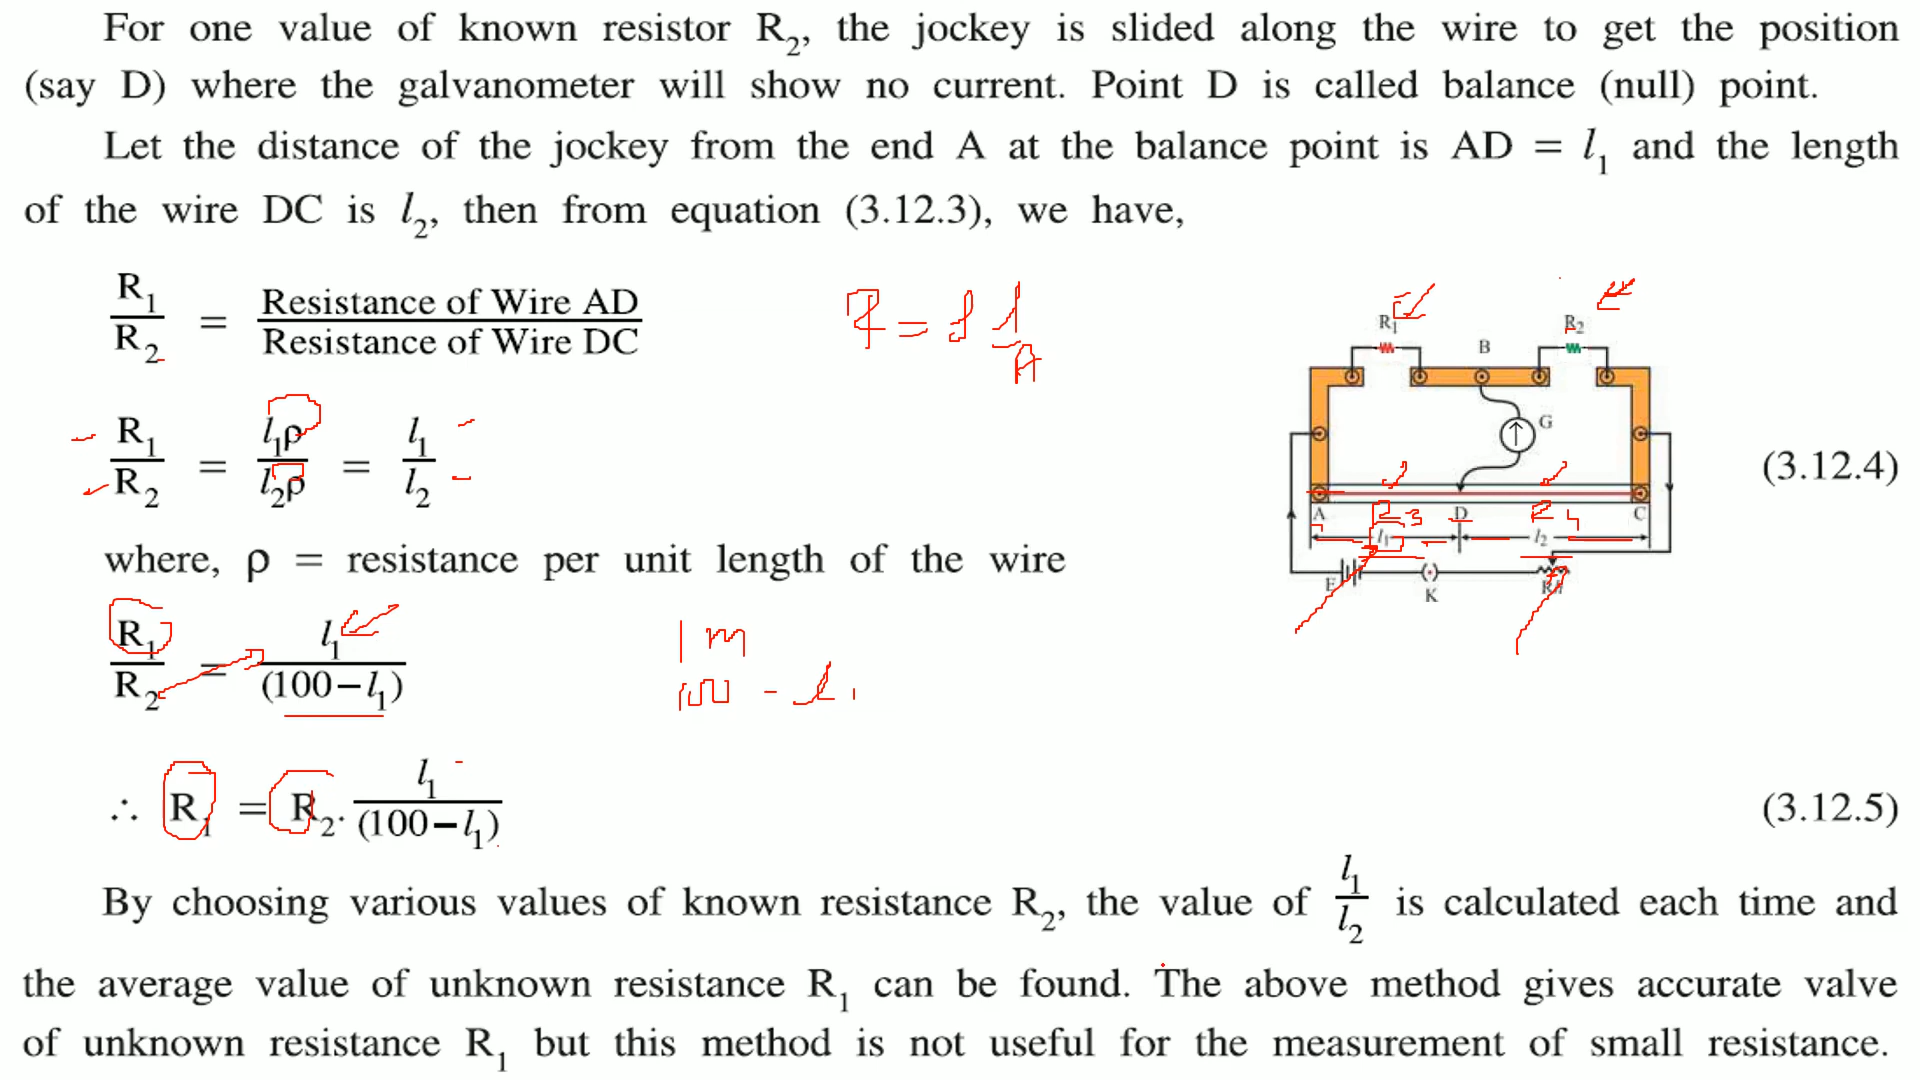 For one value of known resistor R₂, the jockey is slided along the wire to get the position
(say D) where the galvanometer will show no current. Point D is called balance (null) point.
Let the distance of the jockey from the end A at the balance point is AD = l₁ and the length
of the wire DC is l₂, then from equation (3.12.3), we have,
R₁/R₂ = Resistance of Wire AD/Resistance of Wire DC
R = ρ l/A
R₁ R₂
B
G
R₁/R₂ = l₁ρ/l₂ρ = l₁/l₂ (3.12.4)
A R₃ D R₄ C
l₁ l₂
E K Rh
where, ρ = resistance per unit length of the wire
R₁/R₂ = l₁/(100−l₁)
1 m
100 - l₁
∴ R₁ = R₂. l₁/(100−l₁) (3.12.5)
By choosing various values of known resistance R₂, the value of l₁/l₂ is calculated each time and
the average value of unknown resistance R₁ can be found. The above method gives accurate valve
of unknown resistance R₁ but this method is not useful for the measurement of small resistance.